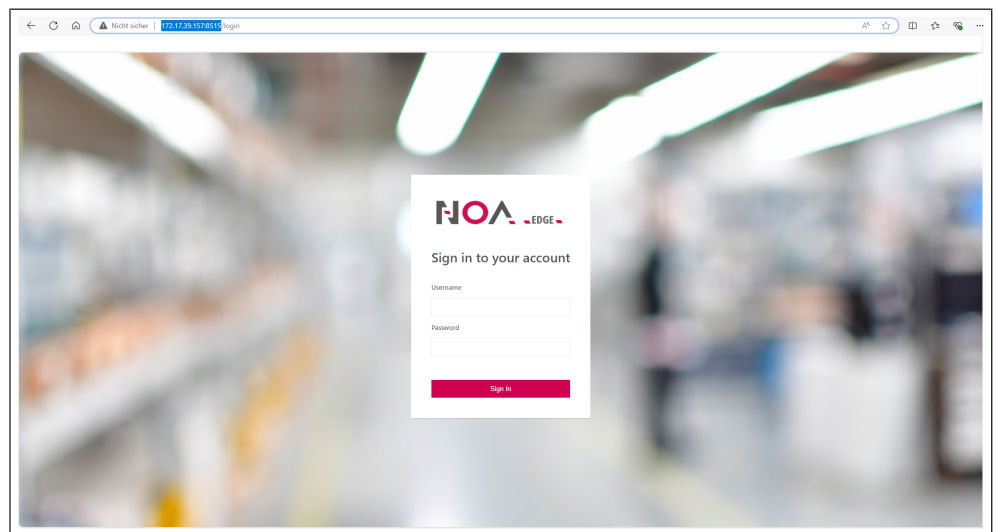 Nicht sicher | 172.17.39.157:8515/login
NOA EDGE
Sign in to your account
Username
Password
Sign In